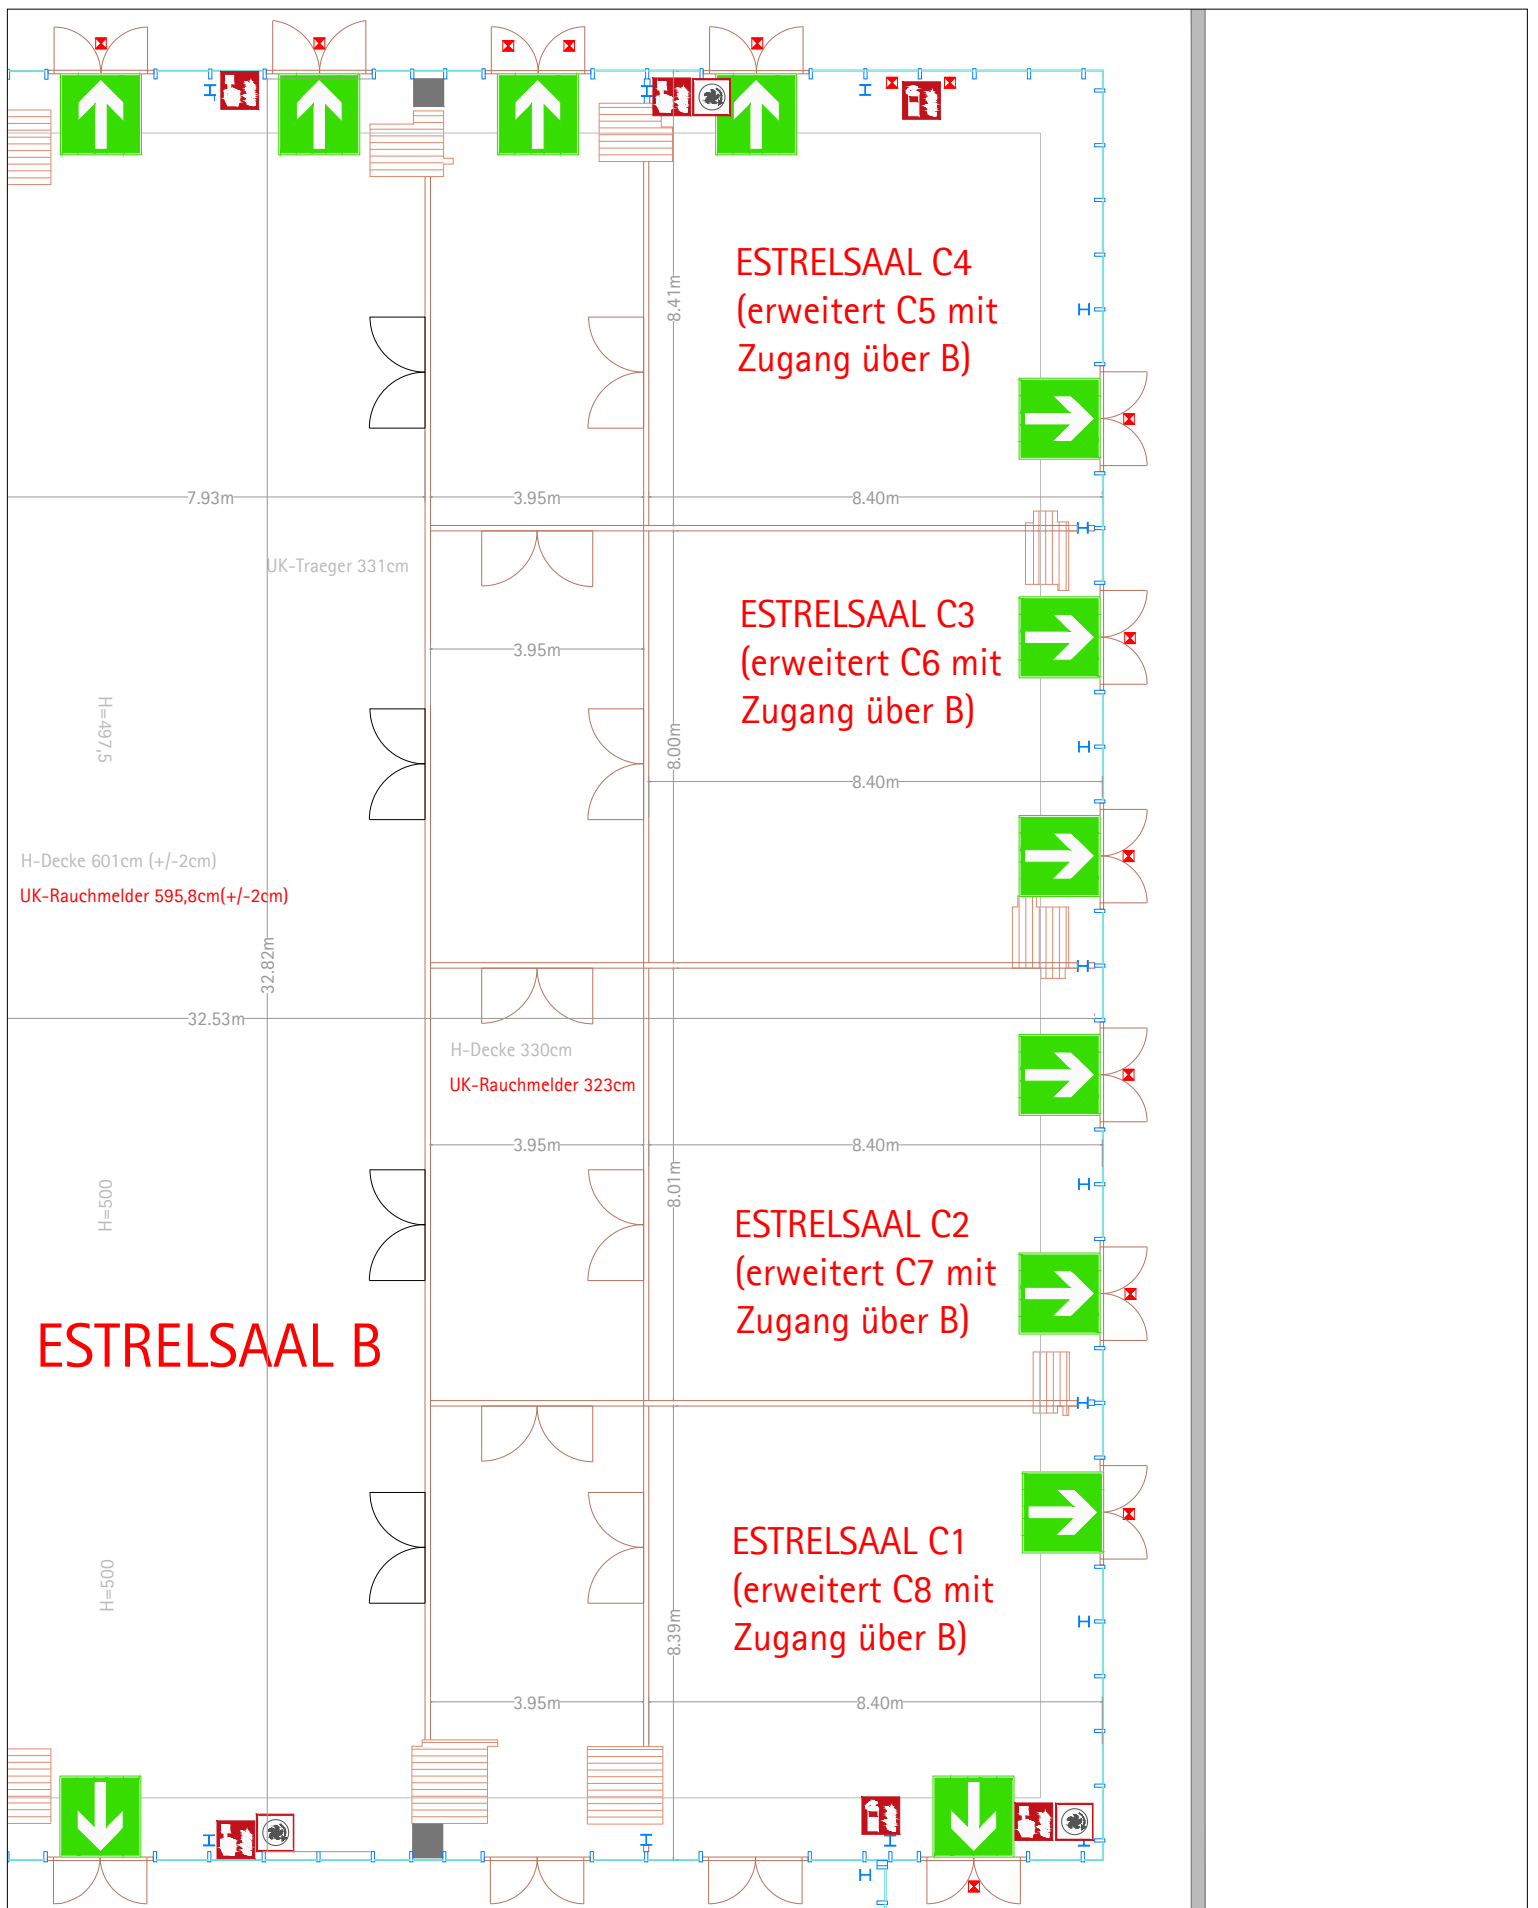 ESTRELSAAL C4
(erweitert C5 mit
Zugang über B)
8.41m
7.93m
3.95m
8.40m
UK-Traeger 331cm
ESTRELSAAL C3
(erweitert C6 mit
Zugang über B)
3.95m
H=497,5
8.00m
8.40m
H-Decke 601cm (+/-2cm)
UK-Rauchmelder 595,8cm(+/-2cm)
32.82m
32.53m
H-Decke 330cm
UK-Rauchmelder 323cm
3.95m
8.40m
H=500
8.01m
ESTRELSAAL C2
(erweitert C7 mit
Zugang über B)
ESTRELSAAL B
ESTRELSAAL C1
(erweitert C8 mit
Zugang über B)
H=500
8.39m
3.95m
8.40m